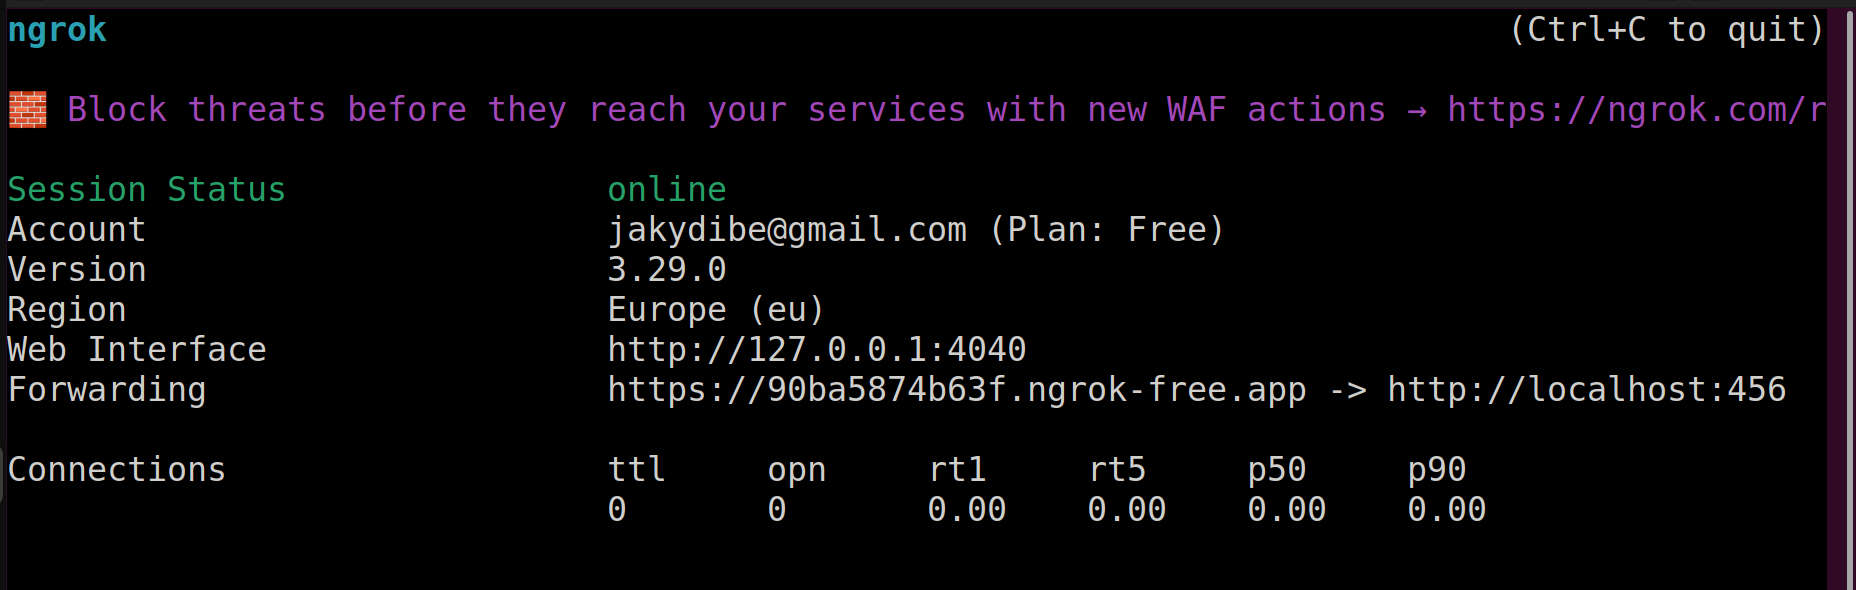 ngrok (Ctrl+C to quit)
Block threats before they reach your services with new WAF actions → https://ngrok.com/r
Session Status online
Account jakydibe@gmail.com (Plan: Free)
Version 3.29.0
Region Europe (eu)
Web Interface http://127.0.0.1:4040
Forwarding https://90ba5874b63f.ngrok-free.app -> http://localhost:456
Connections ttl opn rt1 rt5 p50 p90
0 0 0.00 0.00 0.00 0.00